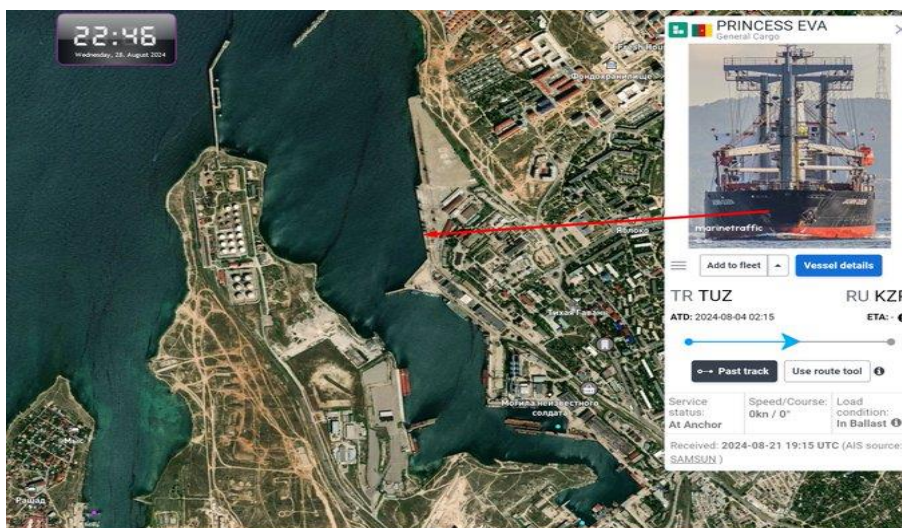 22:46
Wednesday, 28. August 2024
Fresh Hou
Фондохранилище
Яблоко
Тихая Гавань
Могила неизвестного
солдата
Маяк
Рашад
PRINCESS EVA
General Cargo
marinetraffic
Add to fleet
Vessel details
TR TUZ
RU KZP
ATD: 2024-08-04 02:15
ETA: -
Past track
Use route tool
Service status: At Anchor
Speed/Course: 0kn / 0°
Load condition: In Ballast
Received: 2024-08-21 19:15 UTC (AIS source:
SAMSUN )